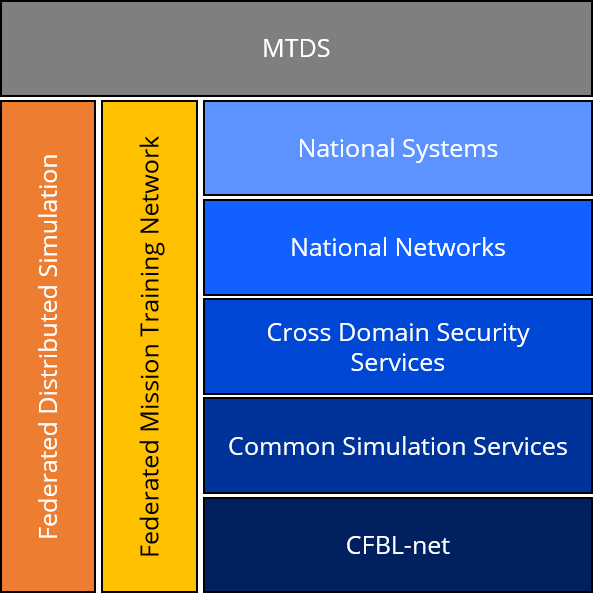 MTDS
Federated Distributed Simulation
Federated Mission Training Network
National Systems
National Networks
Cross Domain Security
Services
Common Simulation Services
CFBL-net